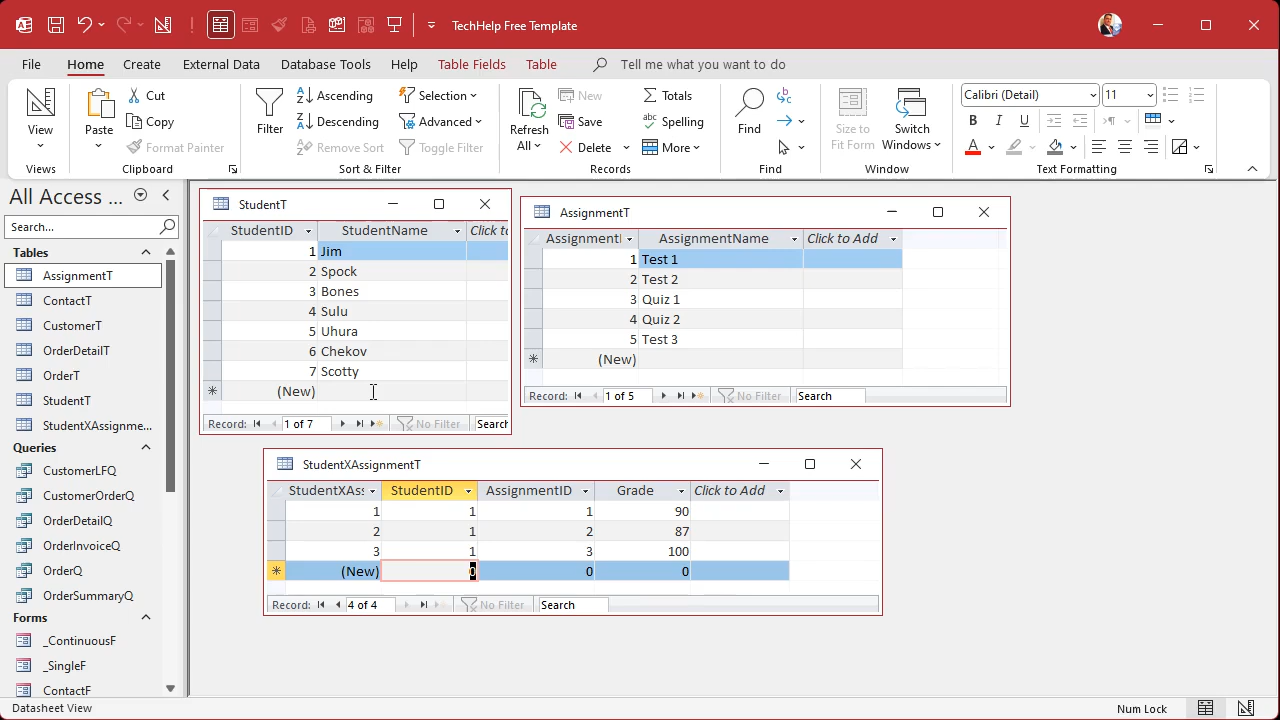 TechHelp Free Template
File Home Create External Data Database Tools Help Table Fields Table Tell me what you want to do
View
Views
Paste
Cut
Copy
Format Painter
Clipboard
Filter
Ascending
Descending
Remove Sort
Selection
Advanced
Toggle Filter
Sort & Filter
Refresh
All
New
Save
Delete
Totals
Spelling
More
Records
Find
Find
Size to
Fit Form
Switch
Windows
Window
Calibri (Detail) 11
B I U
A
Text Formatting
All Access ...
Search...
Tables
AssignmentT
ContactT
CustomerT
OrderDetailT
OrderT
StudentT
StudentXAssignme...
Queries
CustomerLFQ
CustomerOrderQ
OrderDetailQ
OrderInvoiceQ
OrderQ
OrderSummaryQ
Forms
_ContinuousF
_SingleF
ContactF
StudentT
StudentID StudentName Click to
1 Jim
2 Spock
3 Bones
4 Sulu
5 Uhura
6 Chekov
7 Scotty
* (New)
Record: 1 of 7 No Filter Search
AssignmentT
AssignmentI AssignmentName Click to Add
1 Test 1
2 Test 2
3 Quiz 1
4 Quiz 2
5 Test 3
* (New)
Record: 1 of 5 No Filter Search
StudentXAssignmentT
StudentXAs: StudentID AssignmentID Grade Click to Add
1 1 1 90
2 1 2 87
3 1 3 100
* (New) 0 0 0
Record: 4 of 4 No Filter Search
Datasheet View Num Lock